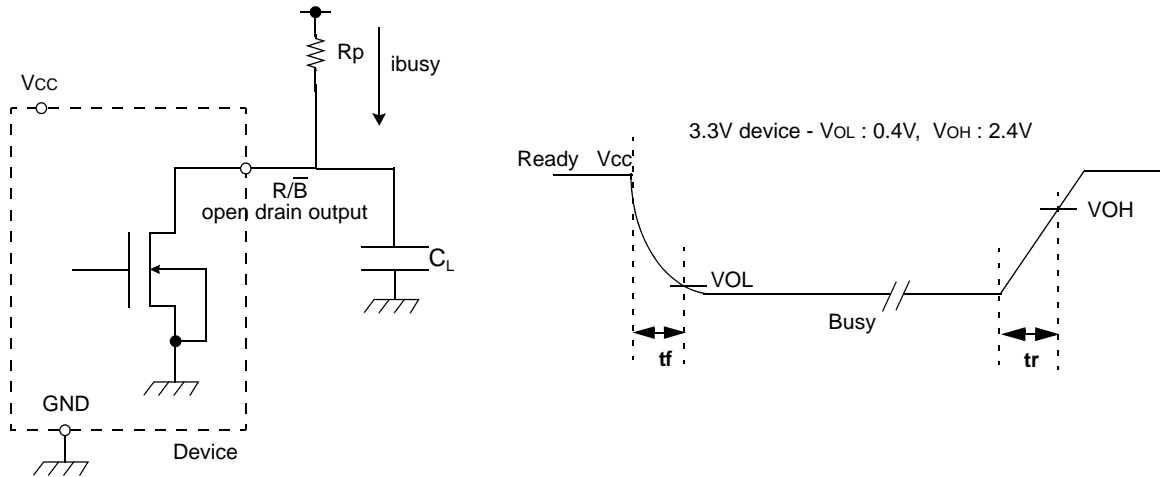 Rp
ibusy
VCC
R/B̅
open drain output
CL
GND
Device
3.3V device - VOL : 0.4V, VOH : 2.4V
Ready Vcc
VOH
VOL
Busy
tf
tr